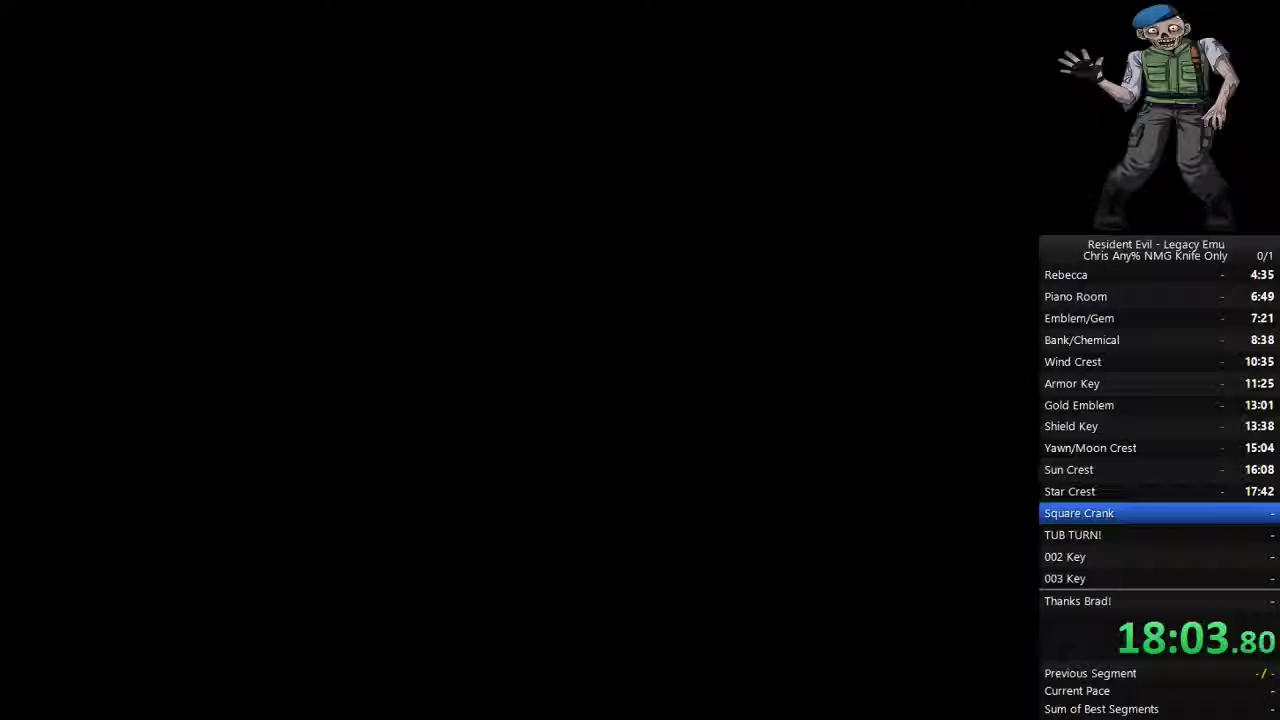 Resident Evil - Legacy Emu
Chris Any% NMG Knife Only 0/1
Rebecca - 4:35
Piano Room - 6:49
Emblem/Gem - 7:21
Bank/Chemical - 8:38
Wind Crest - 10:35
Armor Key - 11:25
Gold Emblem - 13:01
Shield Key - 13:38
Yawn/Moon Crest - 15:04
Sun Crest - 16:08
Star Crest - 17:42
Square Crank -
TUB TURN! -
002 Key -
003 Key -
Thanks Brad! -
18:03.80
Previous Segment - / -
Current Pace -
Sum of Best Segments -